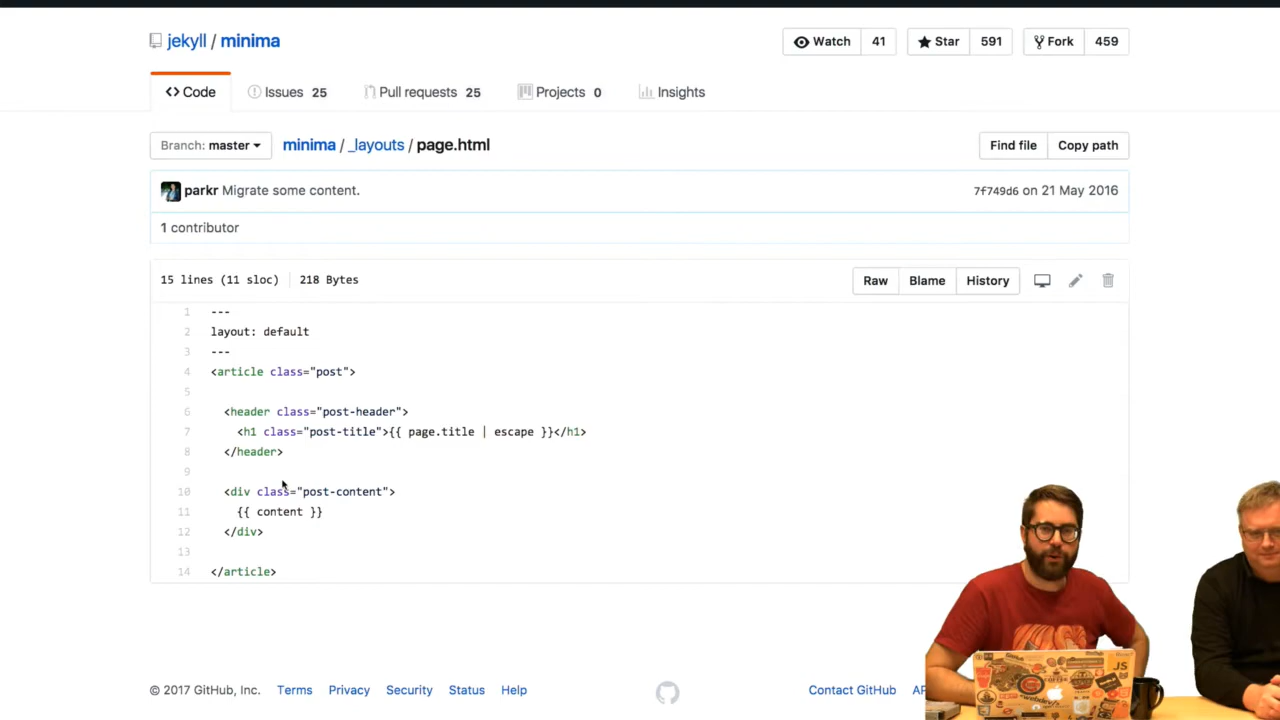 jekyll / minima
Watch 41 Star 591 Fork 459
Code Issues 25 Pull requests 25 Projects 0 Insights
Branch: master minima / _layouts / page.html Find file Copy path
parkr Migrate some content. 7f749d6 on 21 May 2016
1 contributor
15 lines (11 sloc) 218 Bytes Raw Blame History
1 ---
2 layout: default
3 ---
4 <article class="post">
5
6 <header class="post-header">
7 <h1 class="post-title">{{ page.title | escape }}</h1>
8 </header>
9
10 <div class="post-content">
11 {{ content }}
12 </div>
13
14 </article>
© 2017 GitHub, Inc. Terms Privacy Security Status Help Contact GitHub
JS